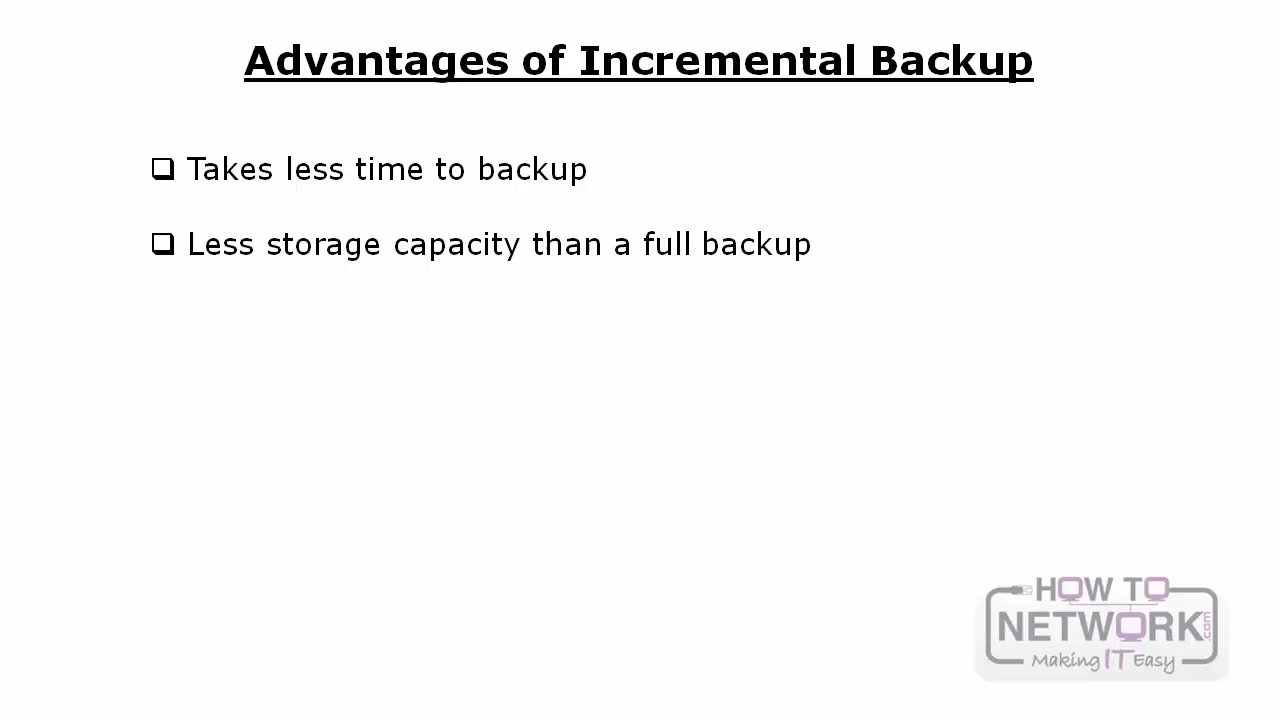 Advantages of Incremental Backup
Takes less time to backup
Less storage capacity than a full backup
HOW TO
NETWORK.com
Making IT Easy